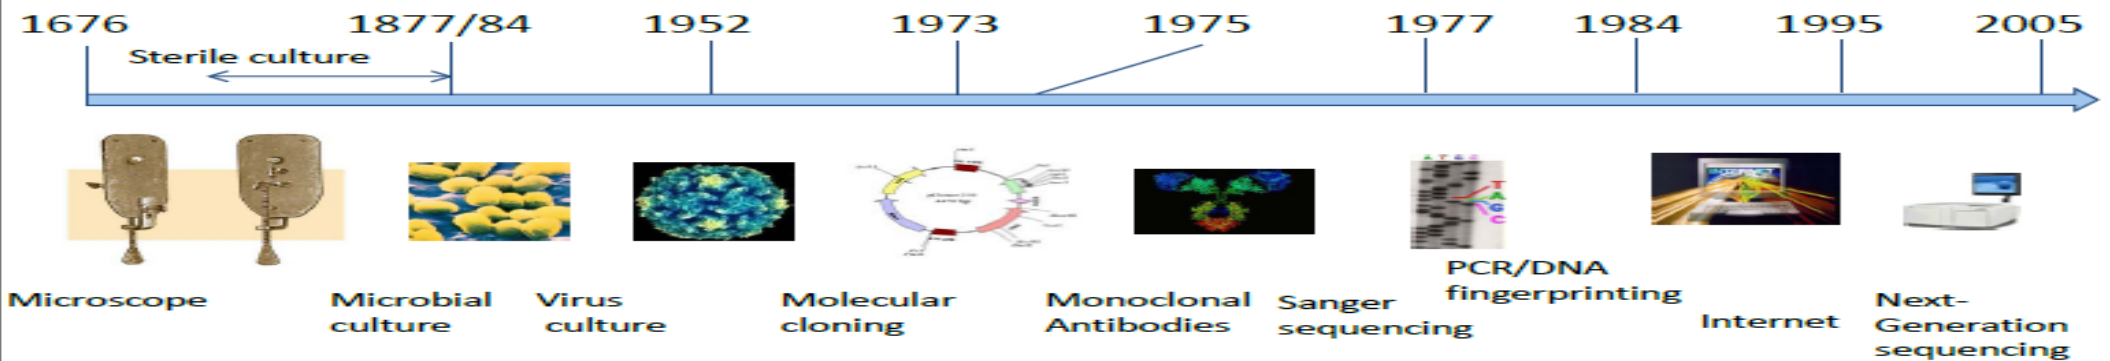 1676 1877/84 1952 1973 1975 1977 1984 1995 2005
Sterile culture
A T G C
T
A
G
C
PCR/DNA
fingerprinting
Microscope
Microbial
culture
Virus
culture
Molecular
cloning
Monoclonal
Antibodies
Sanger
sequencing
Internet
Next-
Generation
sequencing